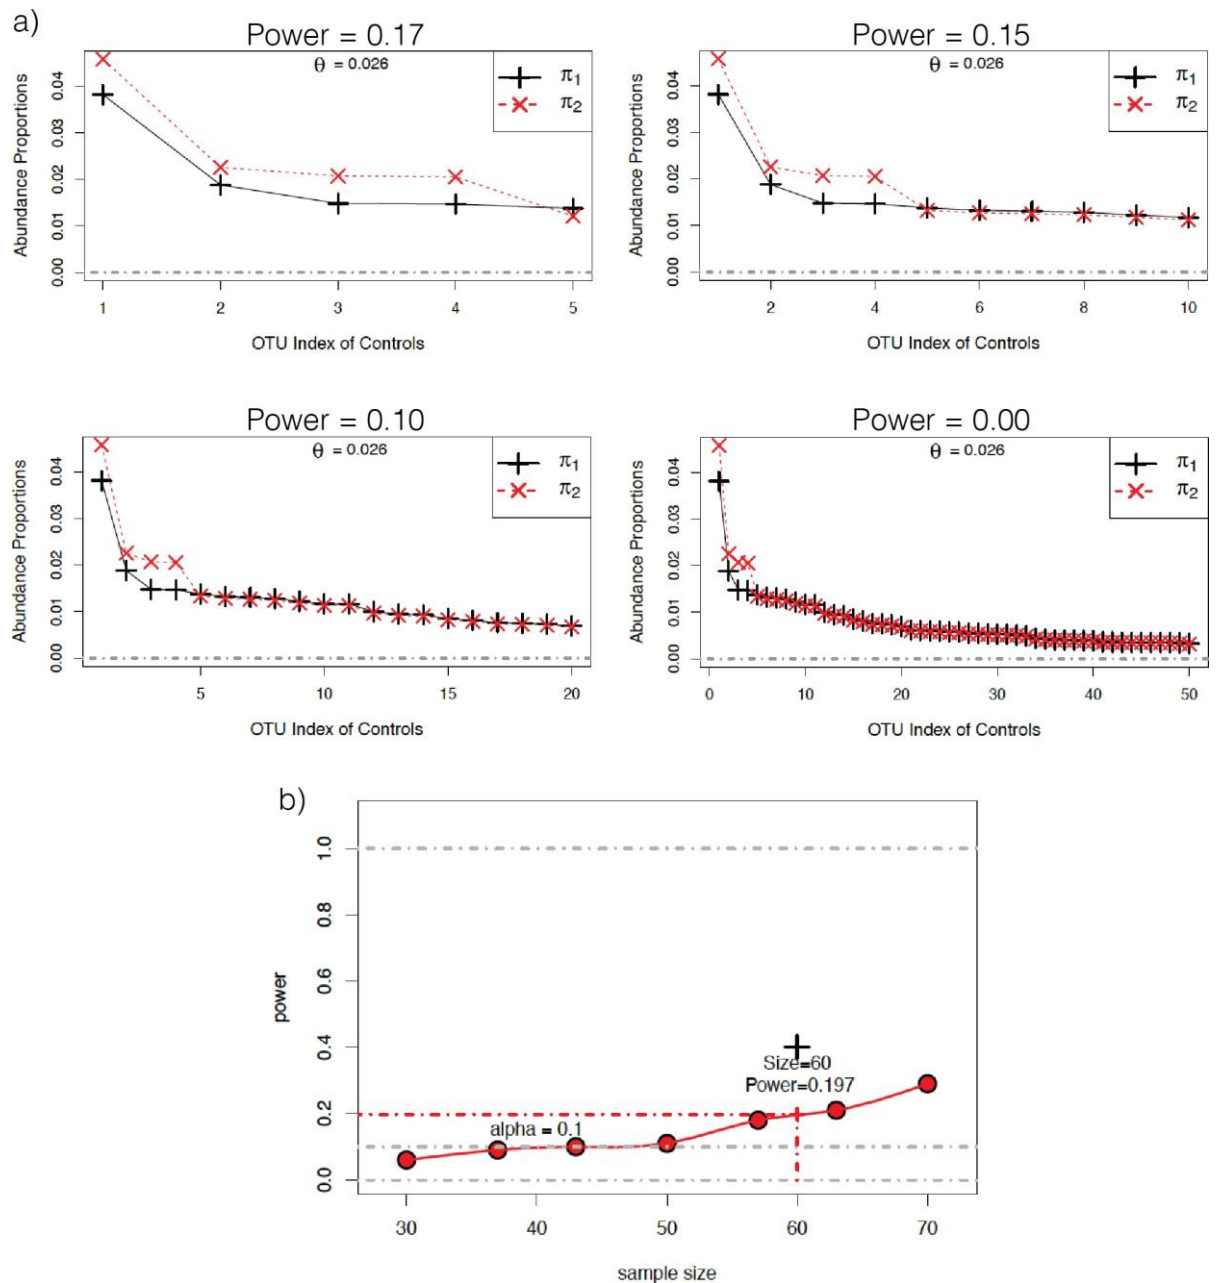 a)
Power = 0.17
θ = 0.026
π1
π2
Abundance Proportions
0.04
0.03
0.02
0.01
0.00
1 2 3 4 5
OTU Index of Controls
Power = 0.15
θ = 0.026
π1
π2
Abundance Proportions
0.04
0.03
0.02
0.01
0.00
2 4 6 8 10
OTU Index of Controls
Power = 0.10
θ = 0.026
π1
π2
Abundance Proportions
0.04
0.03
0.02
0.01
0.00
5 10 15 20
OTU Index of Controls
Power = 0.00
θ = 0.026
π1
π2
Abundance Proportions
0.04
0.03
0.02
0.01
0.00
0 10 20 30 40 50
OTU Index of Controls
b)
power
1.0
0.8
0.6
0.4
0.2
0.0
Size=60
Power=0.197
alpha = 0.1
30 40 50 60 70
sample size